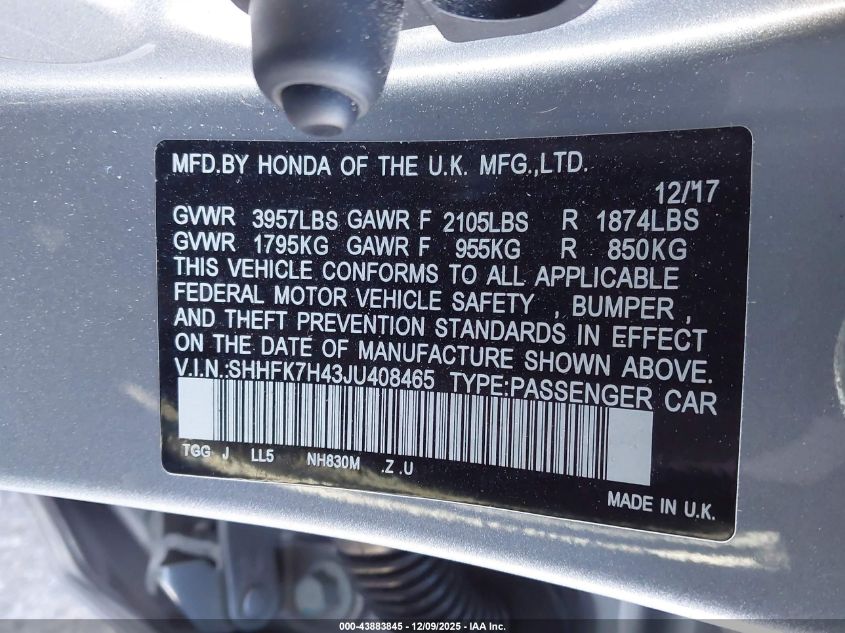 MFD.BY HONDA OF THE U.K. MFG.,LTD.
12/17
GVWR 3957LBS GAWR F 2105LBS R 1874LBS
GVWR 1795KG GAWR F 955KG R 850KG
THIS VEHICLE CONFORMS TO ALL APPLICABLE
FEDERAL MOTOR VEHICLE SAFETY , BUMPER ,
AND THEFT PREVENTION STANDARDS IN EFFECT
ON THE DATE OF MANUFACTURE SHOWN ABOVE.
V.I.N.:SHHFK7H43JU408465 TYPE:PASSENGER CAR
TGG J LL5 NH830M .Z .U
MADE IN U.K.
000-43883845 - 12/09/2025 - IAA Inc.